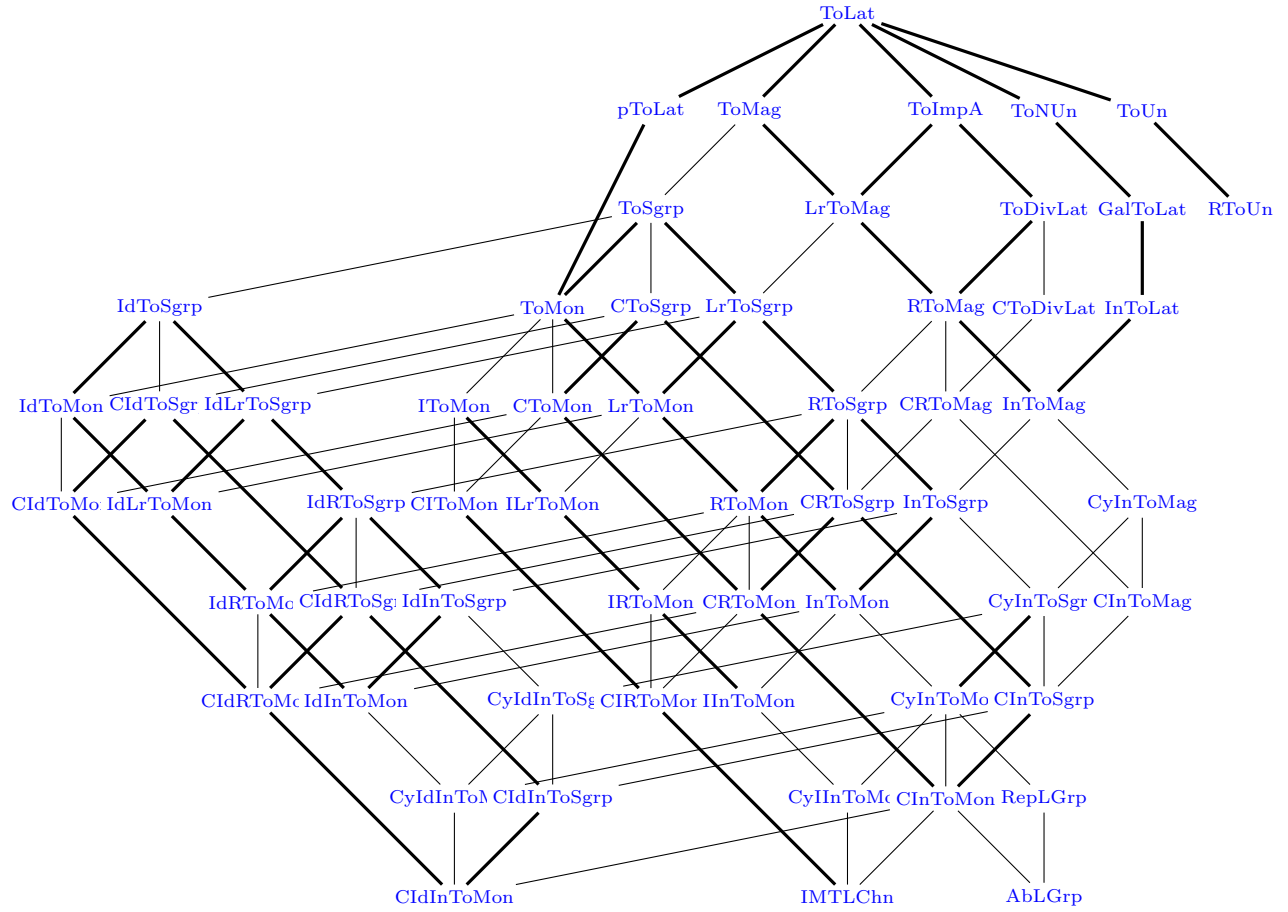 ToLat
pToLat ToMag ToImpA ToNUn ToUn
ToSgrp LrToMag ToDivLat GalToLat RToUn
IdToSgrp ToMon CToSgrp LrToSgrp RToMag CToDivLat InToLat
IdToMon CIdToSgr IdLrToSgrp IToMon CToMon LrToMon RToSgrp CRToMag InToMag
CIdToMo IdLrToMon IdRToSgrp CIToMon ILrToMon RToMon CRToSgrp InToSgrp CyInToMag
IdRToMo CIdRToSg IdInToSgrp IRToMon CRToMon InToMon CyInToSgr CInToMag
CIdRToMo IdInToMon CyIdInToSg CIRToMon IInToMon CyInToMo CInToSgrp
CyIdInToM CIdInToSgrp CyIInToMo CInToMon RepLGrp
CIdInToMon IMTLChn AbLGrp